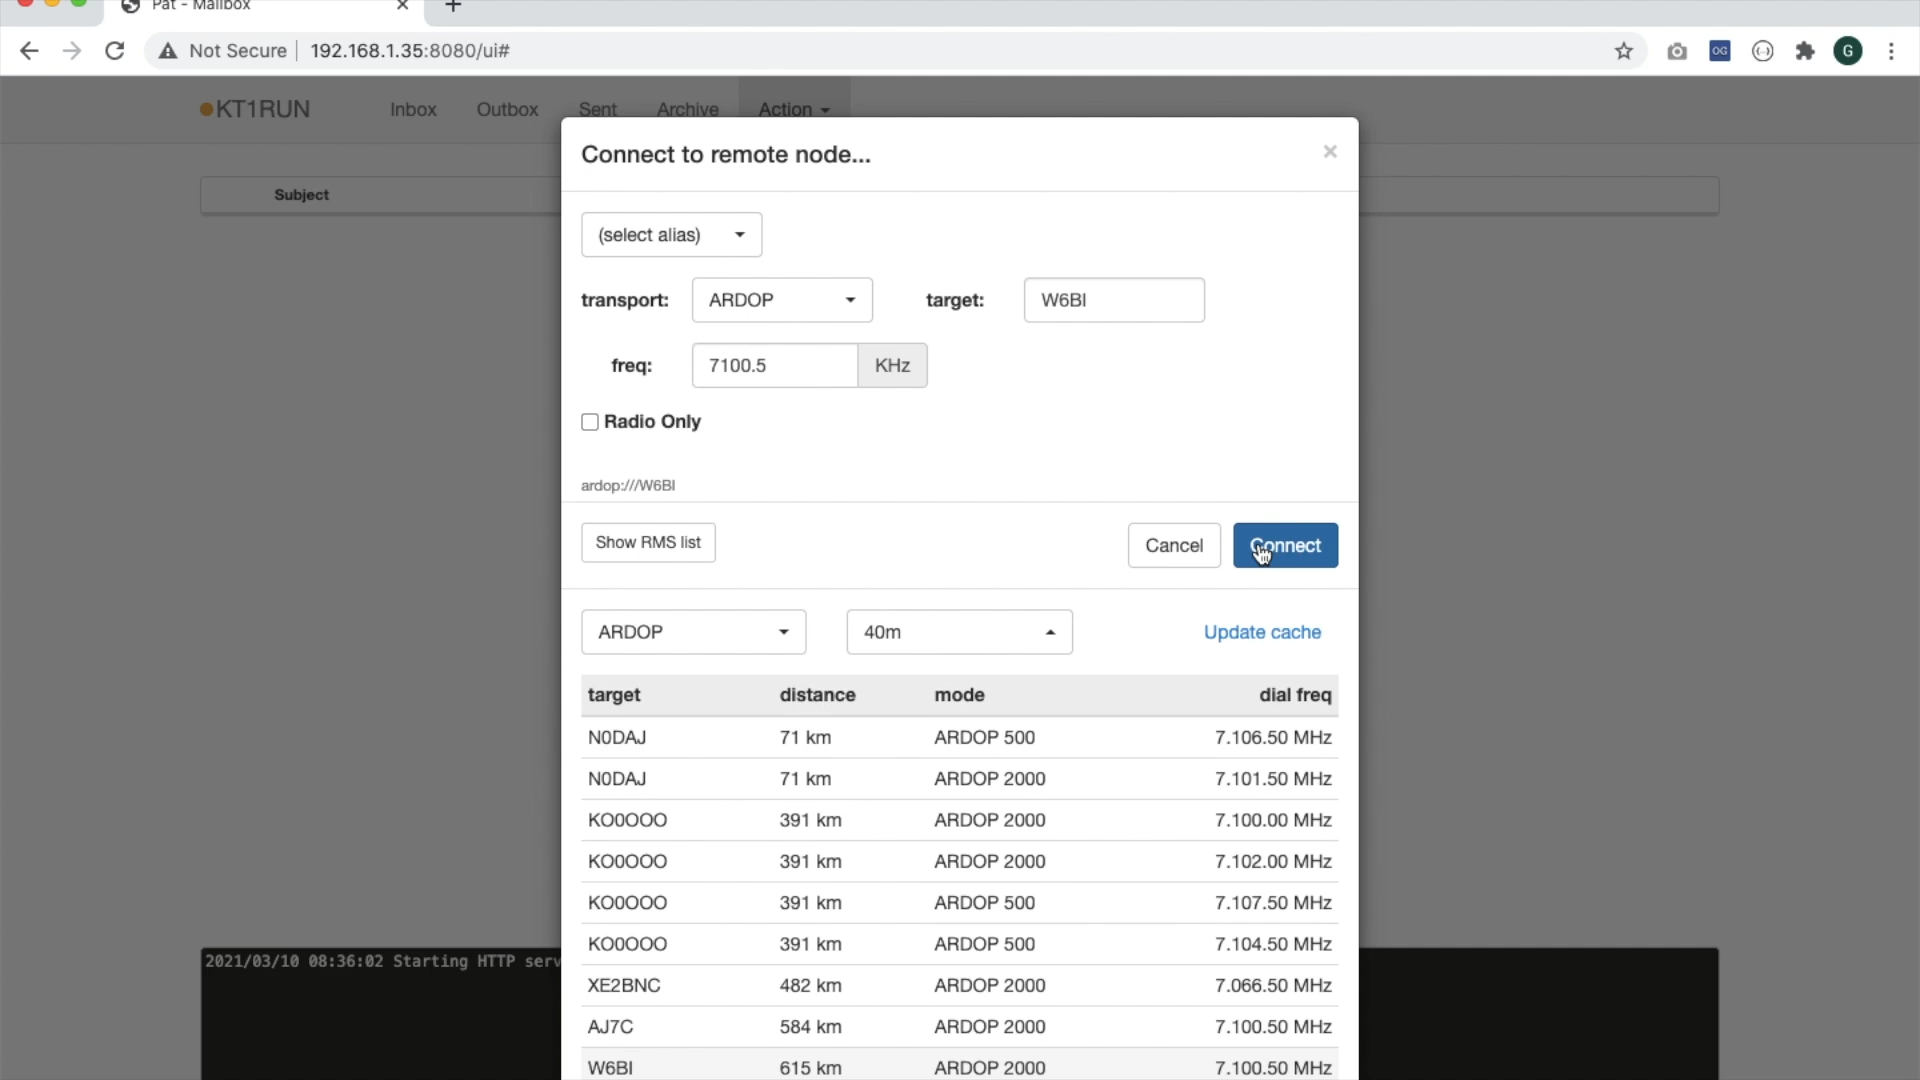 Pat - Mailbox
Not Secure 192.168.1.35:8080/ui#
OG
G
KT1RUN Inbox Outbox Sent Archive Action
Connect to remote node... ×
Subject
(select alias)
transport: ARDOP target: W6BI
freq: 7100.5 KHz
Radio Only
ardop:///W6BI
Show RMS list Cancel Connect
ARDOP 40m Update cache
target distance mode dial freq
N0DAJ 71 km ARDOP 500 7.106.50 MHz
N0DAJ 71 km ARDOP 2000 7.101.50 MHz
KO0OOO 391 km ARDOP 2000 7.100.00 MHz
KO0OOO 391 km ARDOP 2000 7.102.00 MHz
KO0OOO 391 km ARDOP 500 7.107.50 MHz
KO0OOO 391 km ARDOP 500 7.104.50 MHz
2021/03/10 08:36:02 Starting HTTP serv
XE2BNC 482 km ARDOP 2000 7.066.50 MHz
AJ7C 584 km ARDOP 2000 7.100.50 MHz
W6BI 615 km ARDOP 2000 7.100.50 MHz